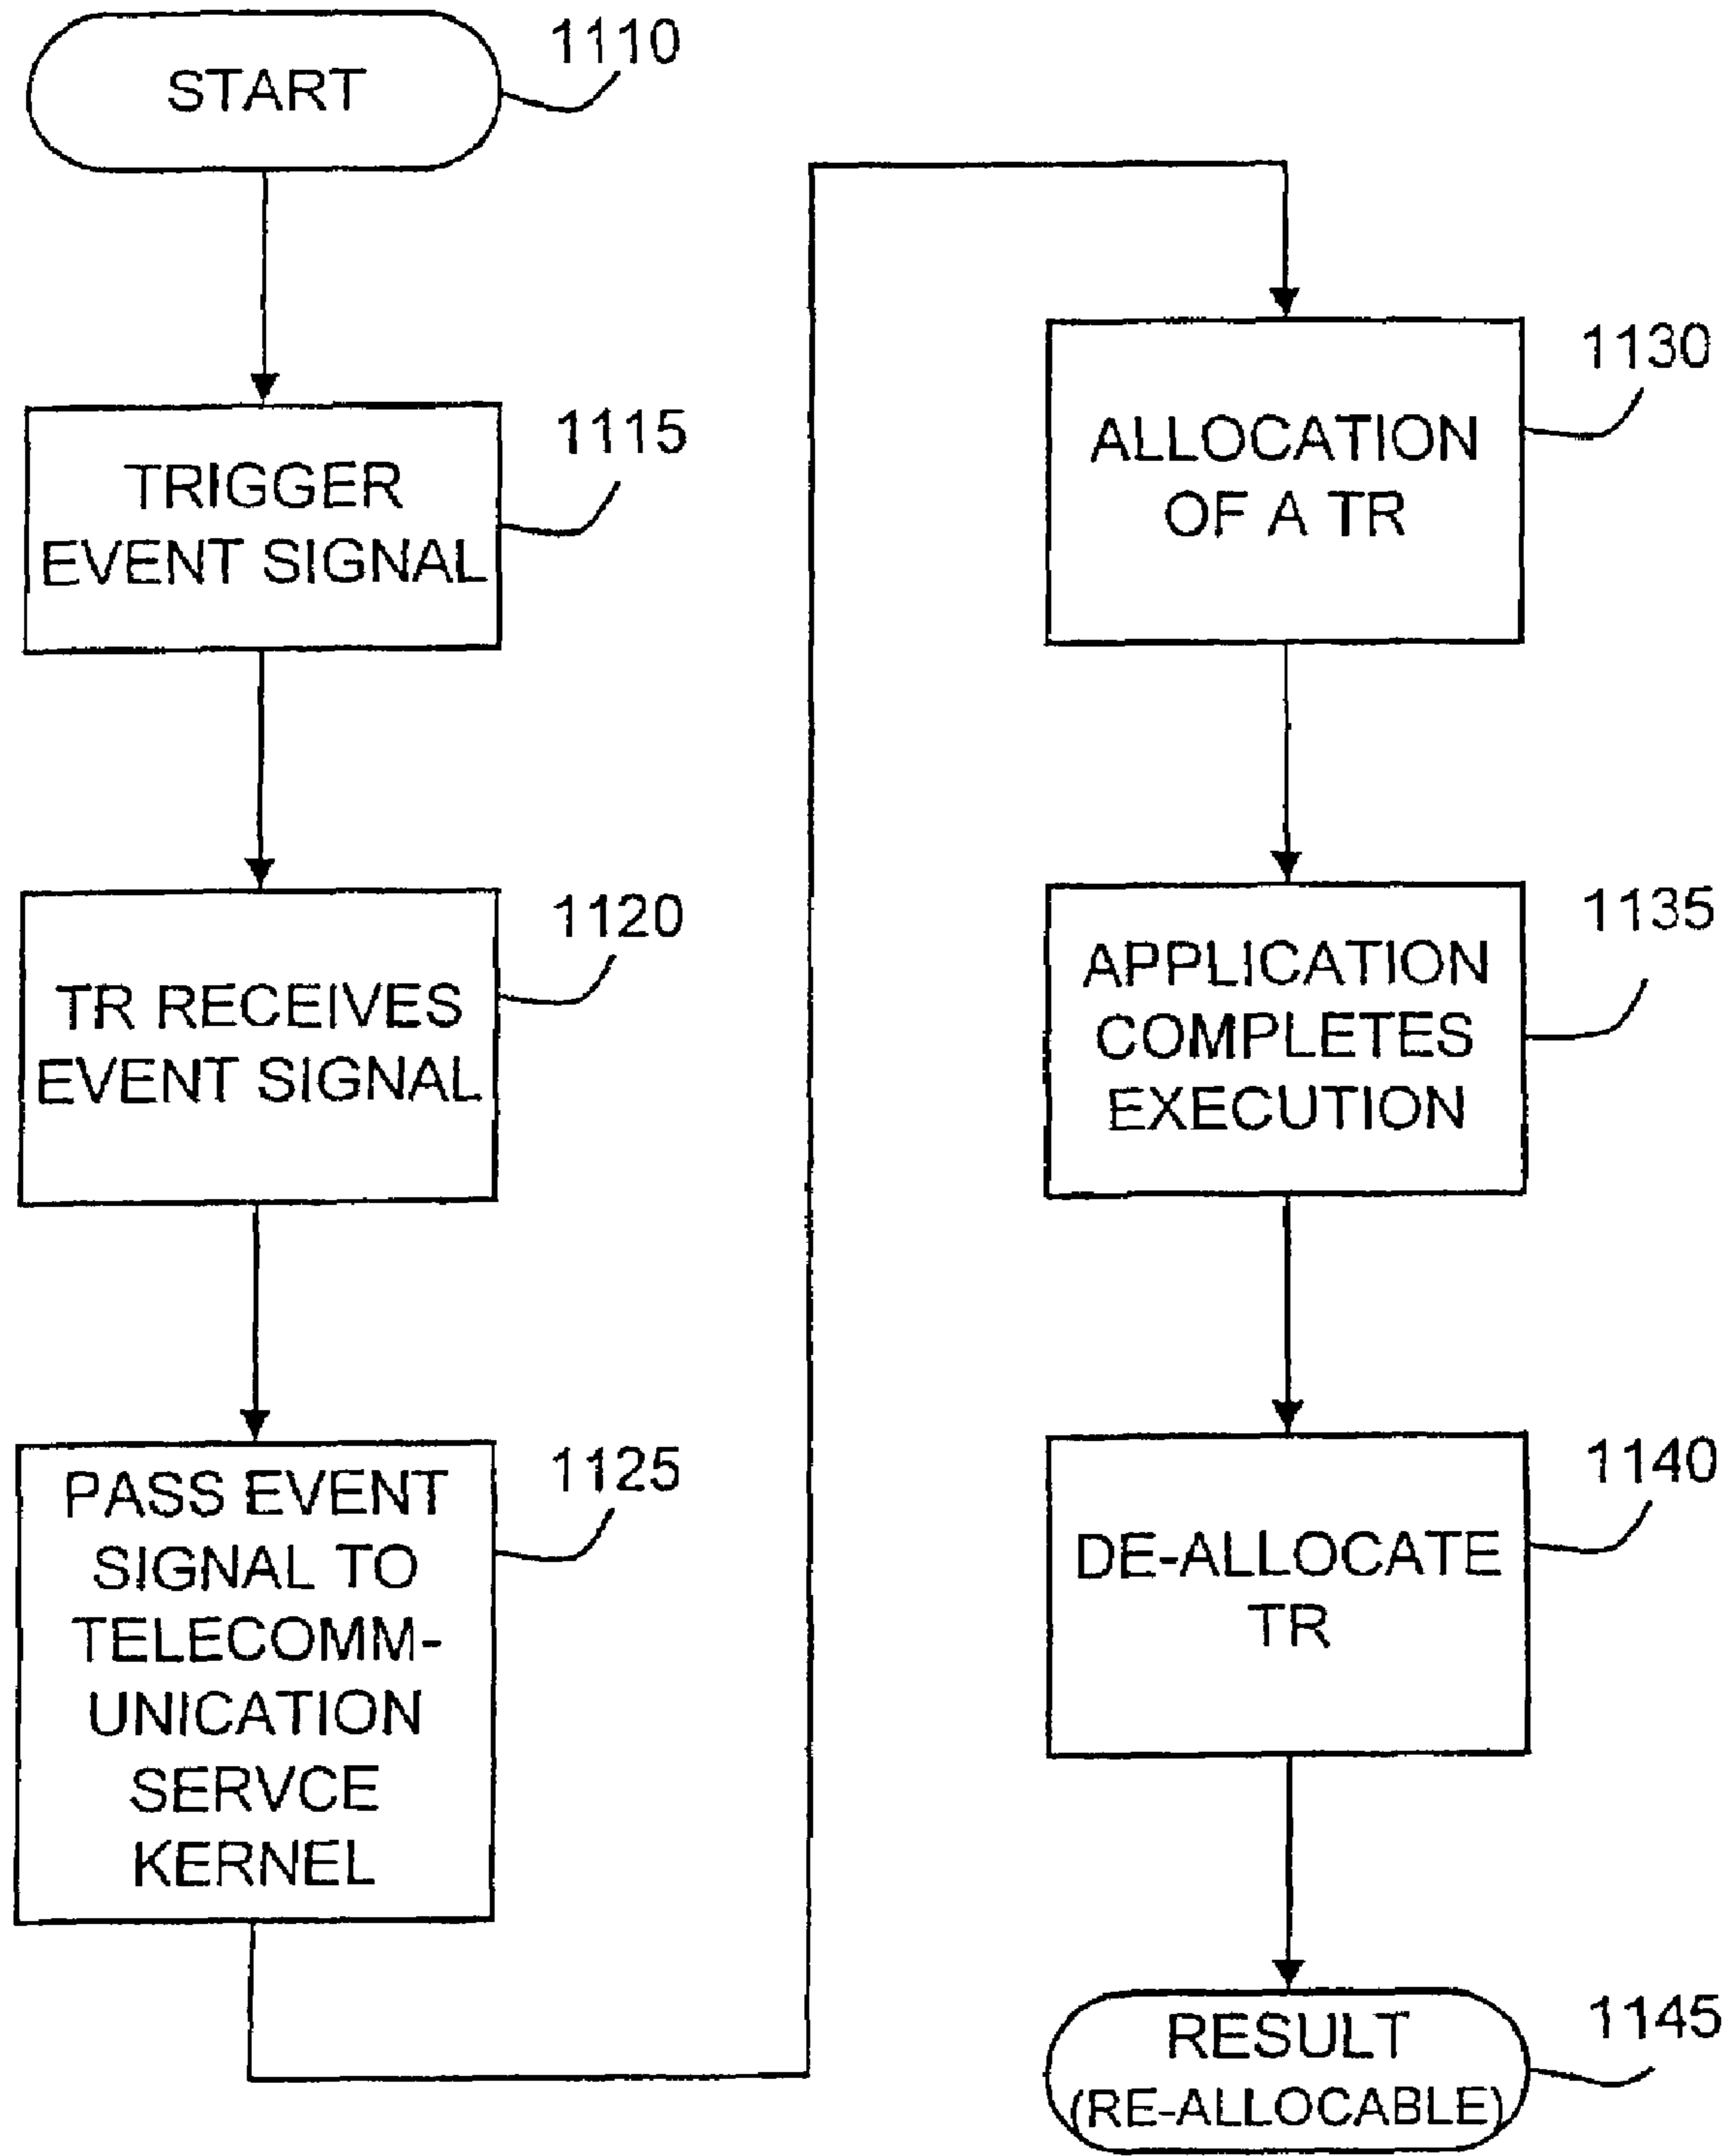 START
1110
TRIGGER
EVENT SIGNAL
1115
TR RECEIVES
EVENT SIGNAL
1120
PASS EVENT
SIGNAL TO
TELECOMM-
UNICATION
SERVCE
KERNEL
1125
ALLOCATION
OF A TR
1130
APPLICATION
COMPLETES
EXECUTION
1135
DE-ALLOCATE
TR
1140
RESULT
(RE-ALLOCABLE)
1145